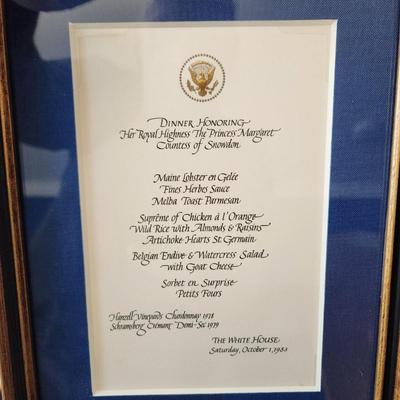 Dinner Honoring
Her Royal Highness The Princess Margaret
Countess of Snowdon
Maine Lobster en Gelée
Fines Herbes Sauce
Melba Toast Parmesan
Suprême of Chicken à l'Orange
Wild Rice with Almonds & Raisins
Artichoke Hearts St. Germain
Belgian Endive & Watercress Salad
with Goat Cheese
Sorbet en Surprise
Petits Fours
Hanzell Vineyards Chardonnay 1978
Schramsberg Crémant Demi-Sec 1979
THE WHITE HOUSE
Saturday, October 1, 1983